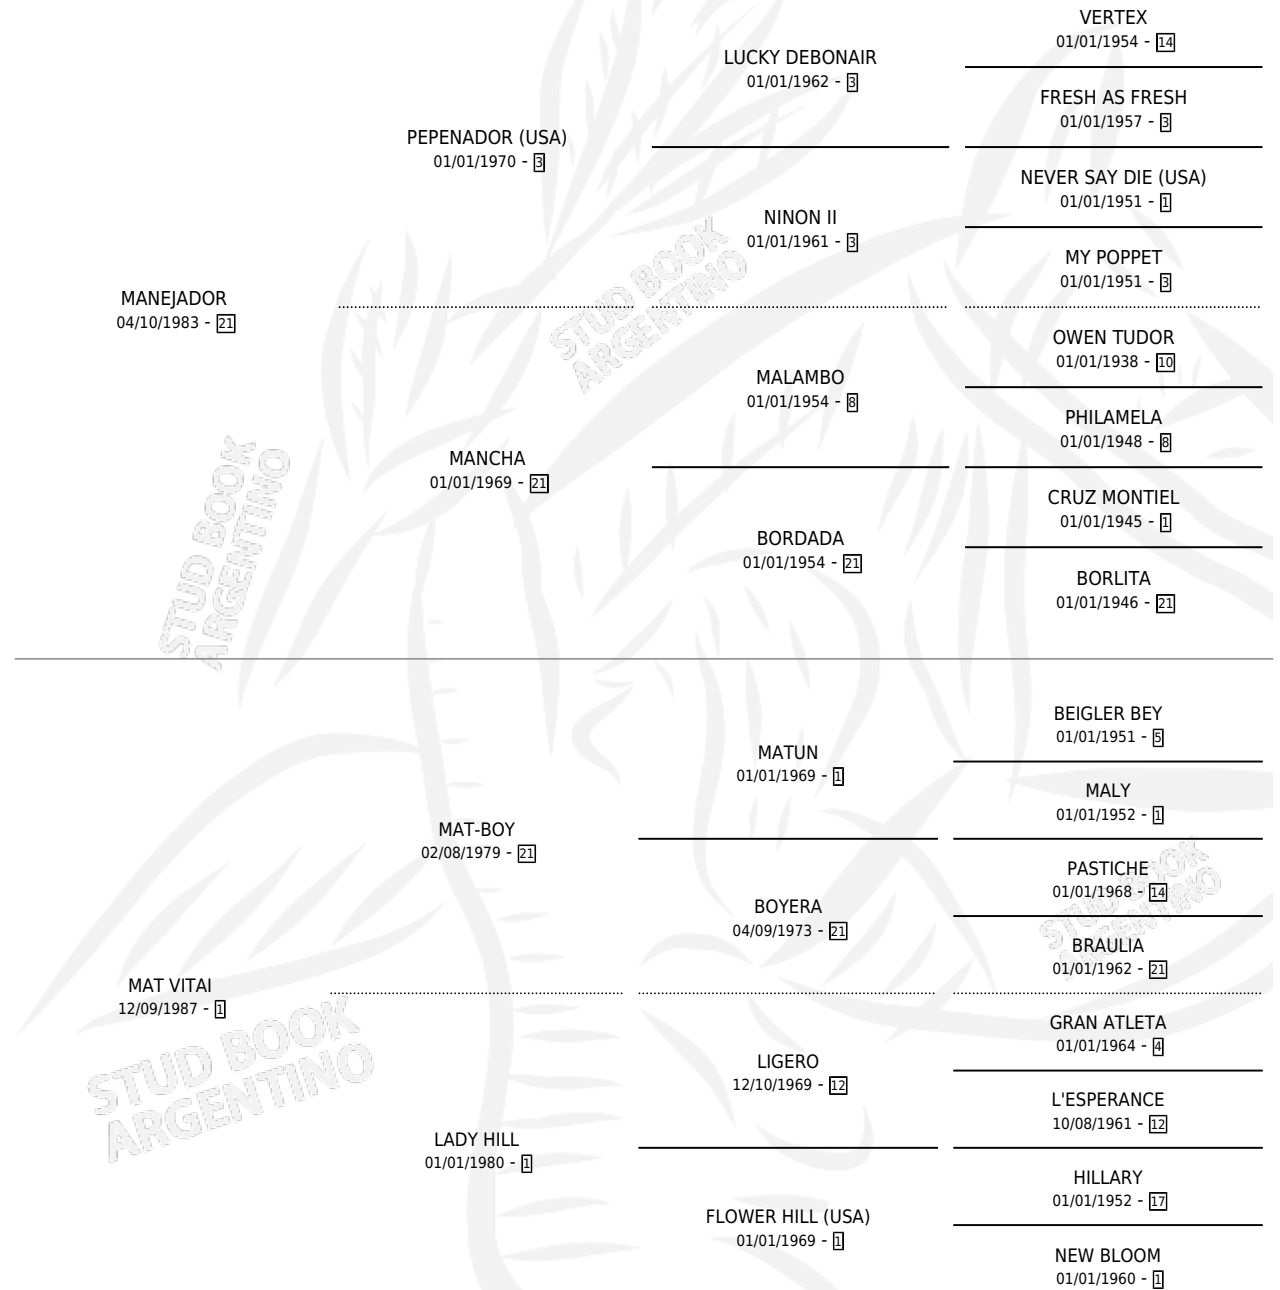 VERTEX
01/01/1954 - 14
LUCKY DEBONAIR
01/01/1962 - 3
FRESH AS FRESH
01/01/1957 - 3
PEPENADOR (USA)
01/01/1970 - 3
NEVER SAY DIE (USA)
01/01/1951 - 1
NINON II
01/01/1961 - 3
MY POPPET
01/01/1951 - 3
STUD BOOK
ARGENTINO
MANEJADOR
04/10/1983 - 21
OWEN TUDOR
01/01/1938 - 10
MALAMBO
01/01/1954 - 8
PHILAMELA
01/01/1948 - 8
MANCHA
01/01/1969 - 21
CRUZ MONTIEL
01/01/1945 - 1
BORDADA
01/01/1954 - 21
BORLITA
01/01/1946 - 21
STUD BOOK
ARGENTINO
BEIGLER BEY
01/01/1951 - 5
MATUN
01/01/1969 - 1
MALY
01/01/1952 - 1
MAT-BOY
02/08/1979 - 21
PASTICHE
01/01/1968 - 14
BOYERA
04/09/1973 - 21
BRAULIA
01/01/1962 - 21
STUD BOOK
ARGENTINO
MAT VITAI
12/09/1987 - 1
GRAN ATLETA
01/01/1964 - 4
LIGERO
12/10/1969 - 12
L'ESPERANCE
10/08/1961 - 12
STUD BOOK
ARGENTINO
LADY HILL
01/01/1980 - 1
HILLARY
01/01/1952 - 17
FLOWER HILL (USA)
01/01/1969 - 1
NEW BLOOM
01/01/1960 - 1